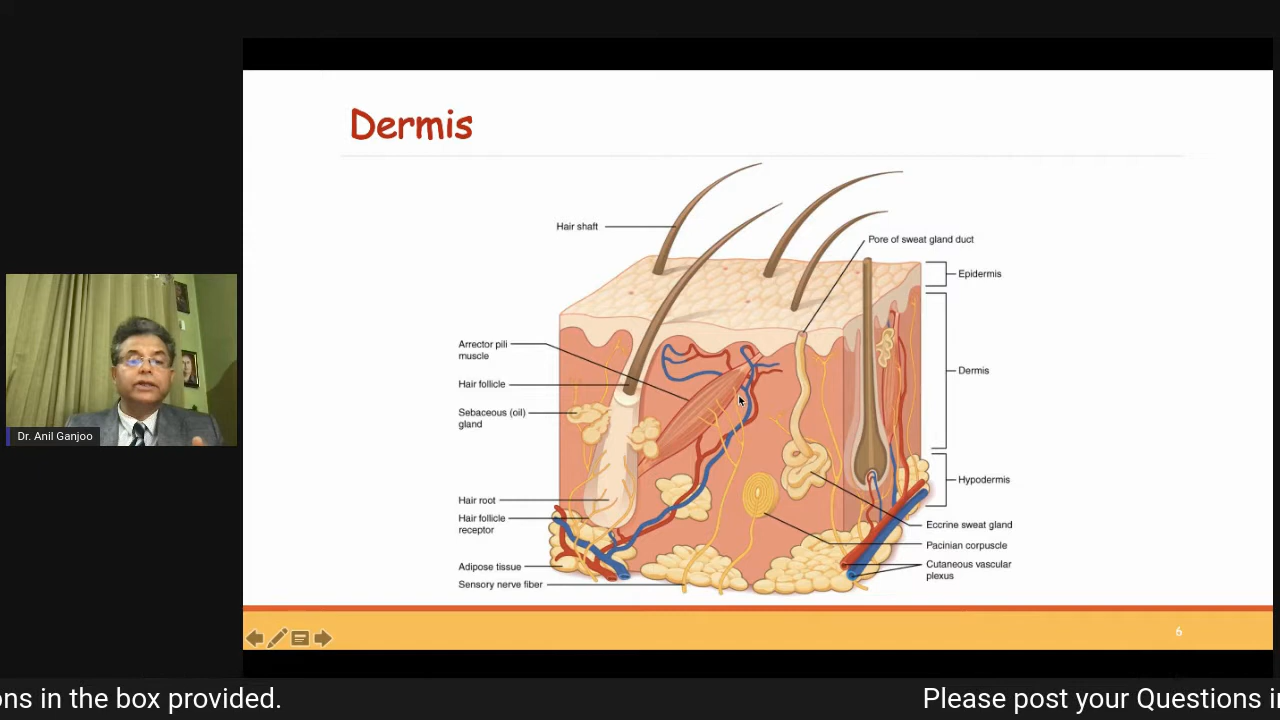 Dermis
Hair shaft
Pore of sweat gland duct
Epidermis
Arrector pili
muscle
Dermis
Hair follicle
Sebaceous (oil)
gland
Hypodermis
Hair root
Hair follicle
receptor
Eccrine sweat gland
Pacinian corpuscle
Adipose tissue
Cutaneous vascular
plexus
Sensory nerve fiber
Dr. Anil Ganjoo
6
ons in the box provided.
Please post your Questions i